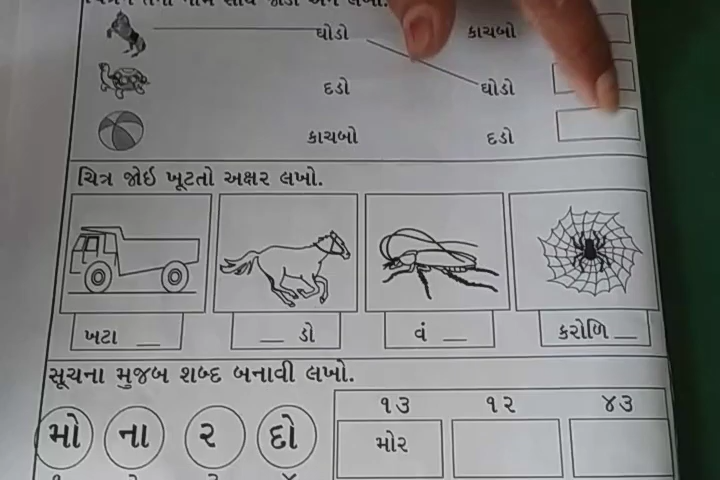 ઘોડો કાચબો
દડો ઘોડો
કાચબો દડો
ચિત્ર જોઈ ખૂટતો અક્ષર લખો.
ખટા __ __ ડો વં __ કરોળિ __
સૂચના મુજબ શબ્દ બનાવી લખો.
૧૩ ૧૨ ૪૩
મો ના ર દો મોર